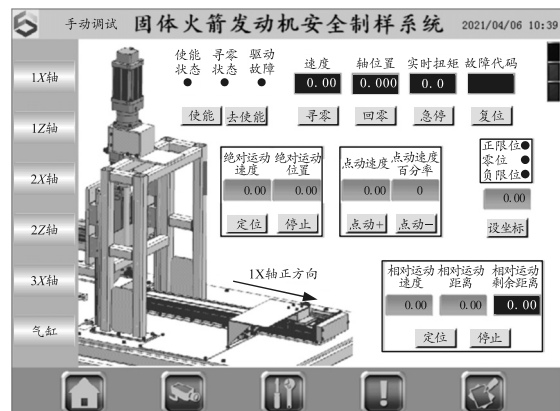 手动调试 固体火箭发动机安全制样系统 2021/04/06 10:39
使能状态 寻零状态 驱动故障
速度 轴位置 实时扭矩 故障代码
0.00 0.000 0.0
使能 去使能 寻零 回零 急停 复位
1X轴
1Z轴
2X轴
2Z轴
3X轴
气缸
绝对运动速度 绝对运动位置
0.00 0.00
定位 停止
点动速度 点动速度百分率
0.00 0
点动+ 点动−
正限位
零位
负限位
0.00
设坐标
1X轴正方向
相对运动速度 相对运动距离 相对运动剩余距离
0.00 0.00 0.00
定位 停止